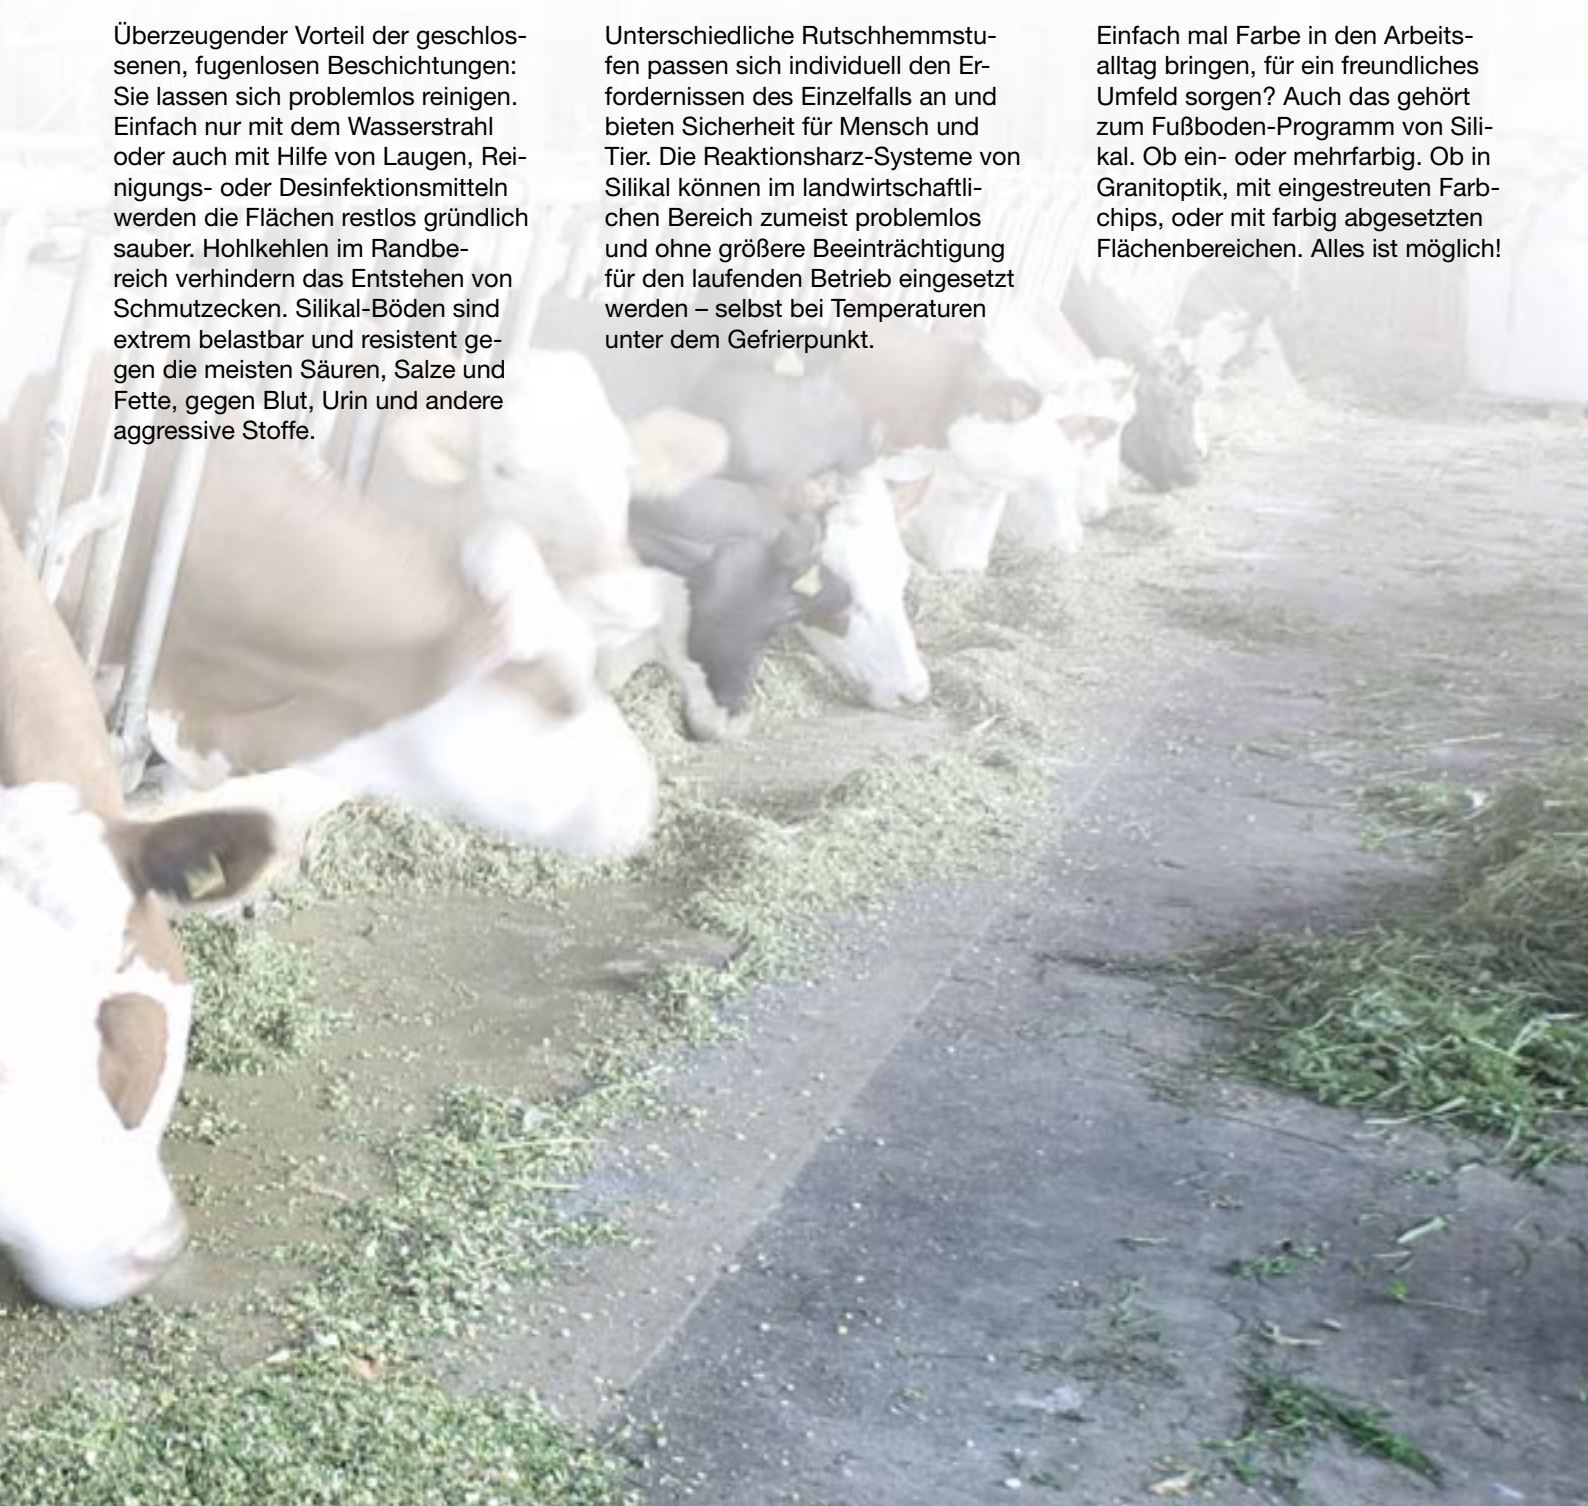 Überzeugender Vorteil der geschlos-
senen, fugenlosen Beschichtungen:
Sie lassen sich problemlos reinigen.
Einfach nur mit dem Wasserstrahl
oder auch mit Hilfe von Laugen, Rei-
nigungs- oder Desinfektionsmitteln
werden die Flächen restlos gründlich
sauber. Hohlkehlen im Randbe-
reich verhindern das Entstehen von
Schmutzecken. Silikal-Böden sind
extrem belastbar und resistent ge-
gen die meisten Säuren, Salze und
Fette, gegen Blut, Urin und andere
aggressive Stoffe.
Unterschiedliche Rutschhemmstu-
fen passen sich individuell den Er-
fordernissen des Einzelfalls an und
bieten Sicherheit für Mensch und
Tier. Die Reaktionsharz-Systeme von
Silikal können im landwirtschaftli-
chen Bereich zumeist problemlos
und ohne größere Beeinträchtigung
für den laufenden Betrieb eingesetzt
werden – selbst bei Temperaturen
unter dem Gefrierpunkt.
Einfach mal Farbe in den Arbeits-
alltag bringen, für ein freundliches
Umfeld sorgen? Auch das gehört
zum Fußboden-Programm von Sili-
kal. Ob ein- oder mehrfarbig. Ob in
Granitoptik, mit eingestreuten Farb-
chips, oder mit farbig abgesetzten
Flächenbereichen. Alles ist möglich!